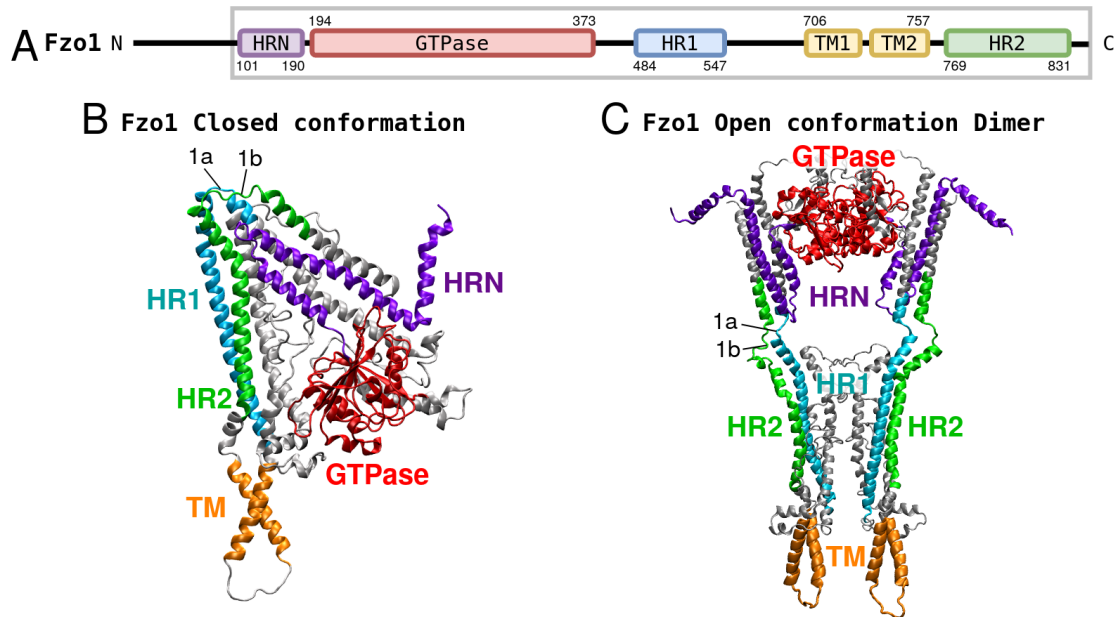 A Fzo1 N HRN GTPase HR1 TM1 TM2 HR2 C
194 373 706 757
101 190 484 547 769 831
B Fzo1 Closed conformation
1a 1b
HRN
HR1
HR2
GTPase
TM
C Fzo1 Open conformation Dimer
GTPase
HRN
1a
1b
HR1
HR2 HR2
TM